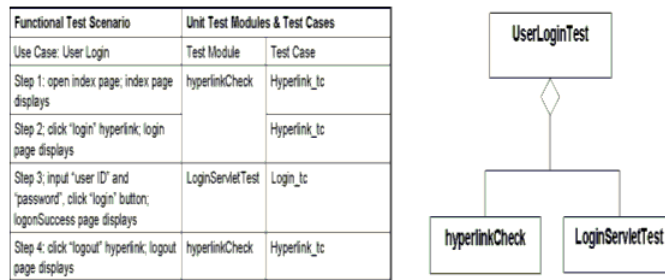 Functional Test Scenario
Unit Test Modules & Test Cases
Use Case: User Login
Test Module
Test Case
Step 1: open index page; index page
displays
hyperlinkCheck
Hyperlink_tc
Step 2; click "login" hyperlink; login
page displays
Hyperlink_tc
Step 3; input "user ID" and
"password", click "login" button;
logonSuccess page displays
LoginServletTest
Login_tc
Step 4: click "logout" hyperlink; logout
page displays
hyperlinkCheck
Hyperlink_tc
UserLoginTest
hyperlinkCheck
LoginServletTest